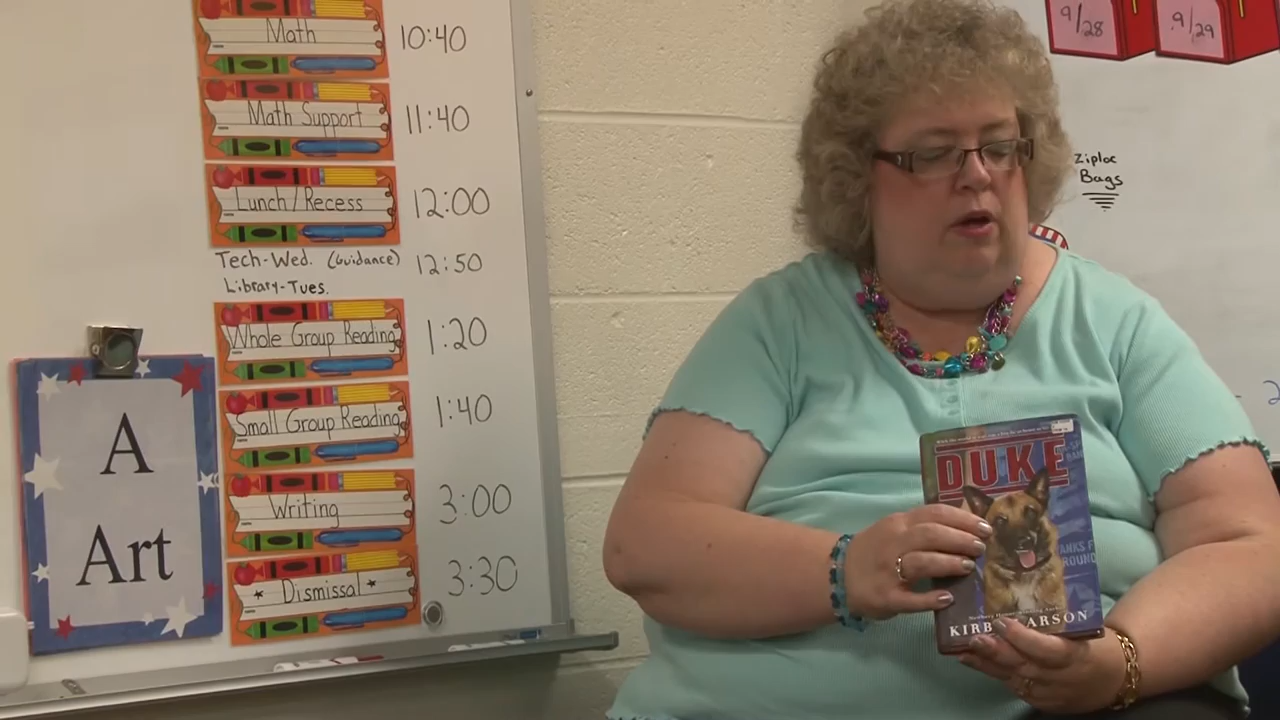 Math 10:40
Math Support 11:40
Lunch/Recess 12:00
Tech-Wed. (Guidance) 12:50
Library-Tues.
Whole Group Reading 1:20
Small Group Reading 1:40
Writing 3:00
Dismissal 3:30
A
Art
9/28
9/29
Ziploc
Bags
DUKE
KIRB ARSON